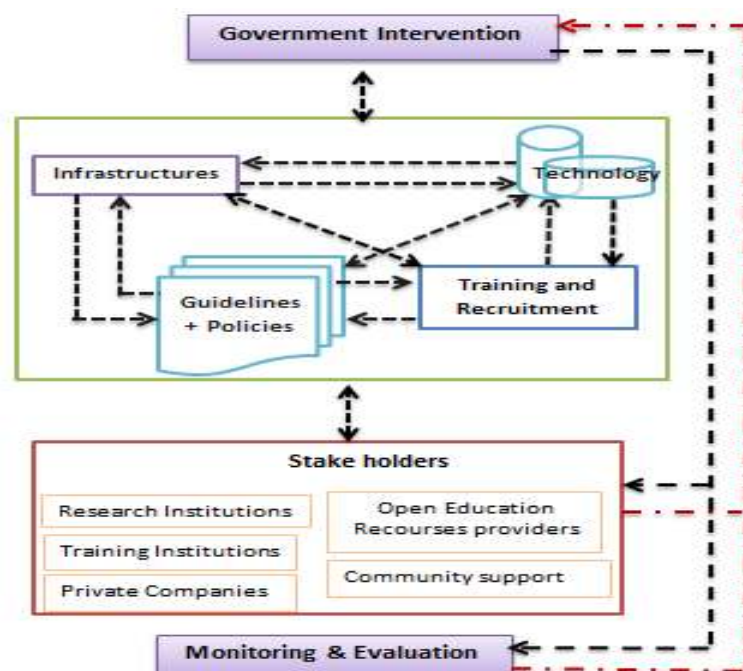 Government Intervention
Infrastructures
Technology
Guidelines
+ Policies
Training and
Recruitment
Stake holders
Research Institutions
Training Institutions
Private Companies
Open Education
Recourses providers
Community support
Monitoring & Evaluation